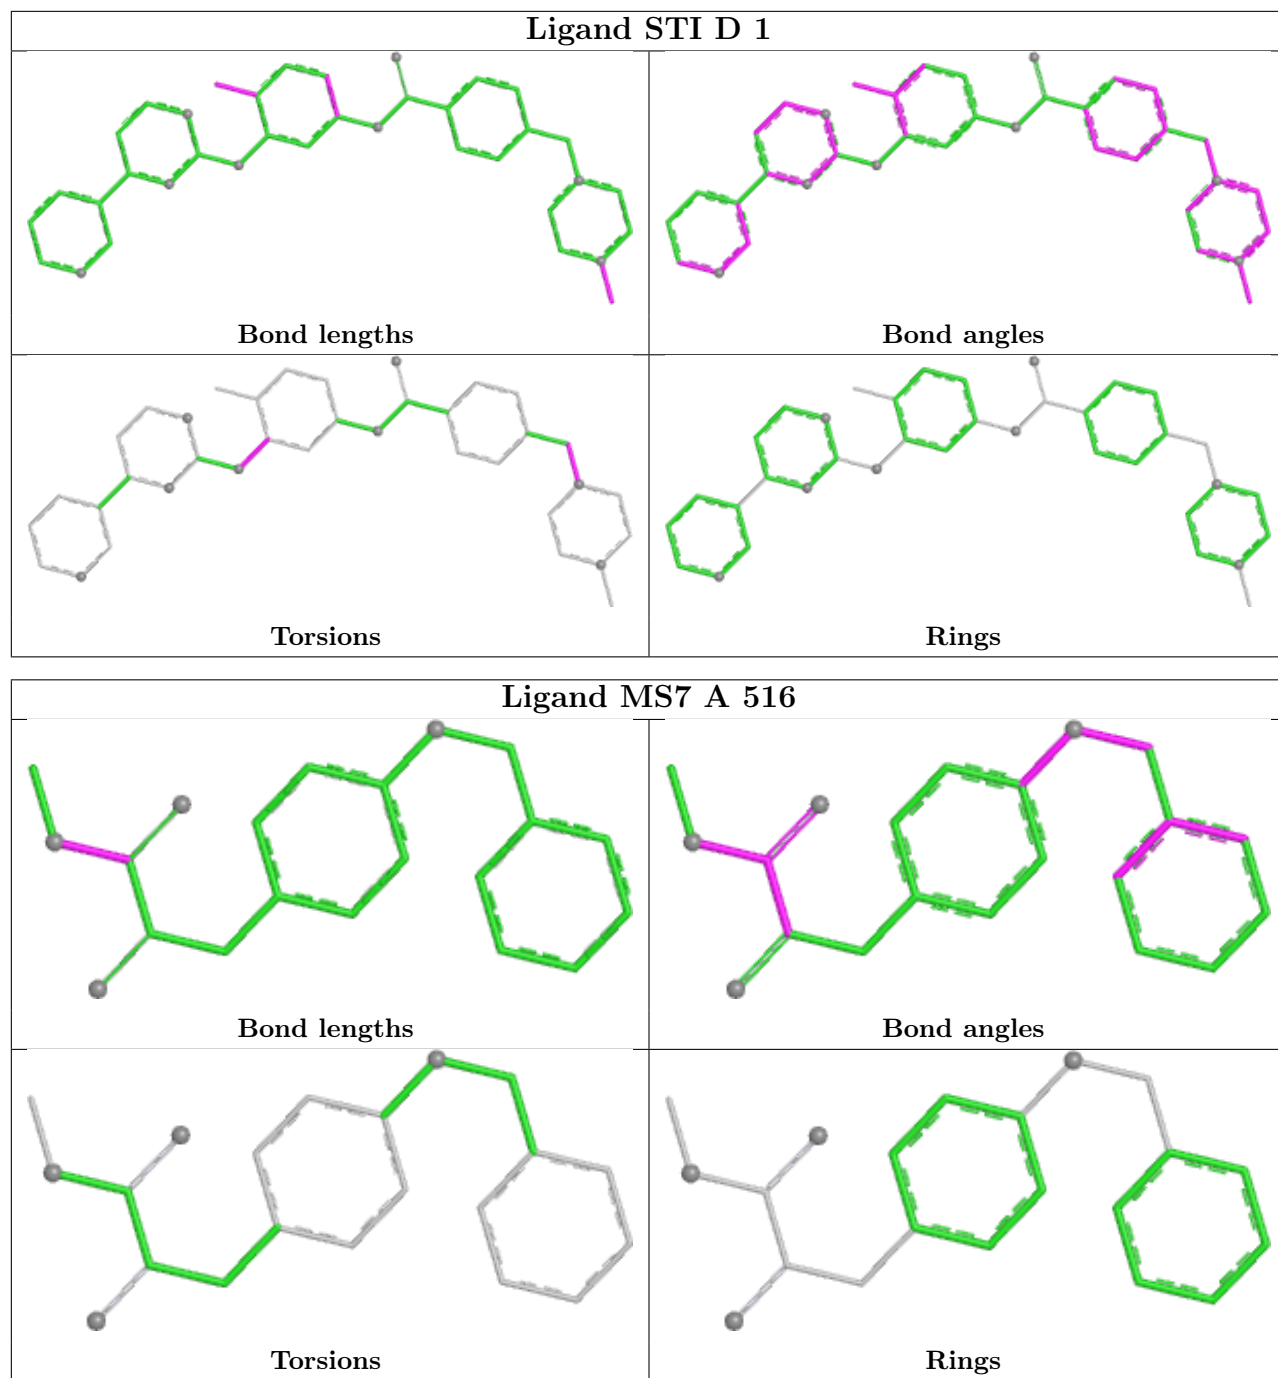 Ligand STI D 1
Bond lengths
Bond angles
Torsions
Rings
Ligand MS7 A 516
Bond lengths
Bond angles
Torsions
Rings